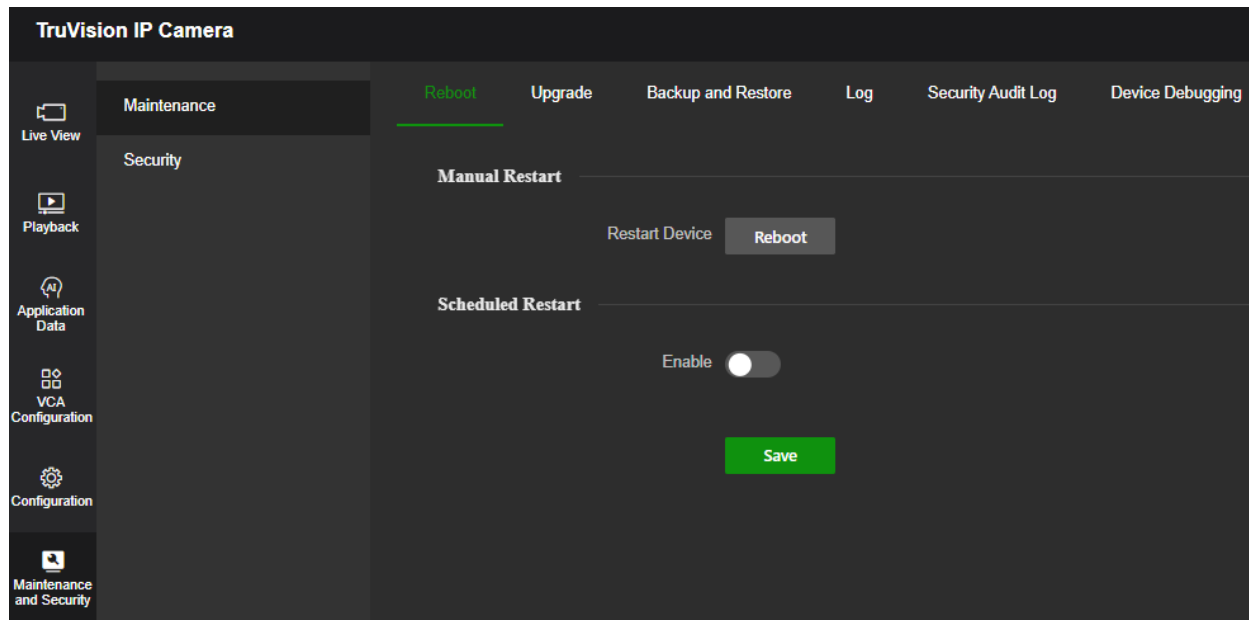 TruVision IP Camera
Live View
Playback
AI
Application
Data
VCA
Configuration
Configuration
Maintenance
and Security
Maintenance
Security
Reboot
Upgrade
Backup and Restore
Log
Security Audit Log
Device Debugging
Manual Restart
Restart Device
Reboot
Scheduled Restart
Enable
Save